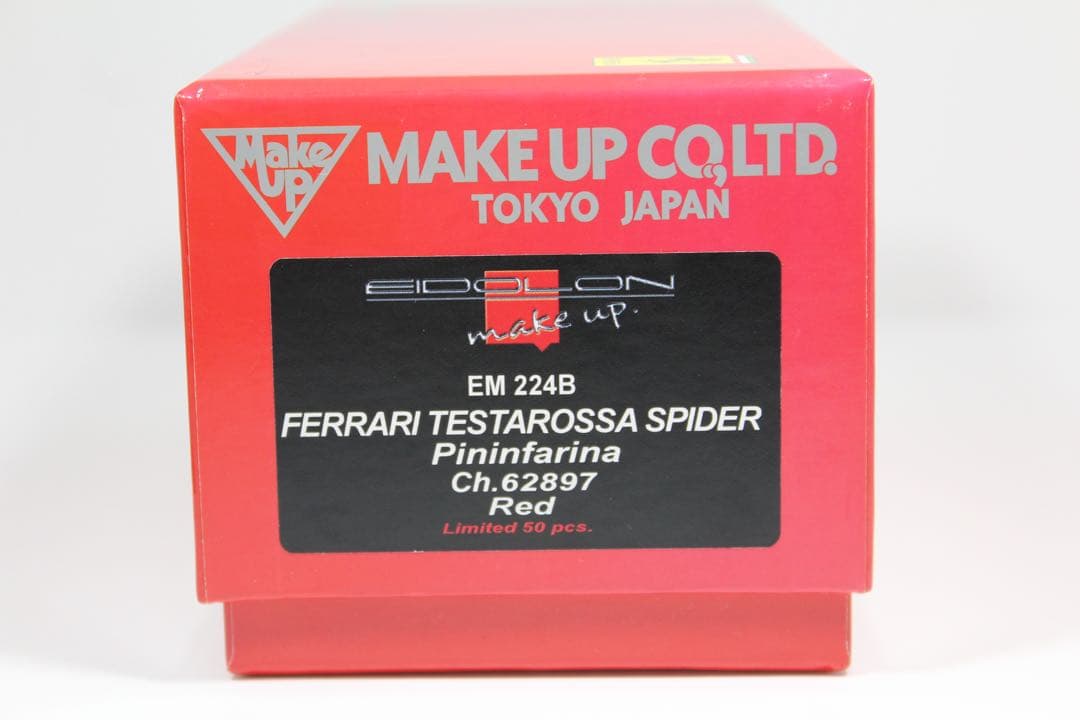 Make
UP
MAKE UP CO.,LTD.
TOKYO JAPAN
EIDOLON
make up.
EM 224B
FERRARI TESTAROSSA SPIDER
Pininfarina
Ch.62897
Red
Limited 50 pcs.